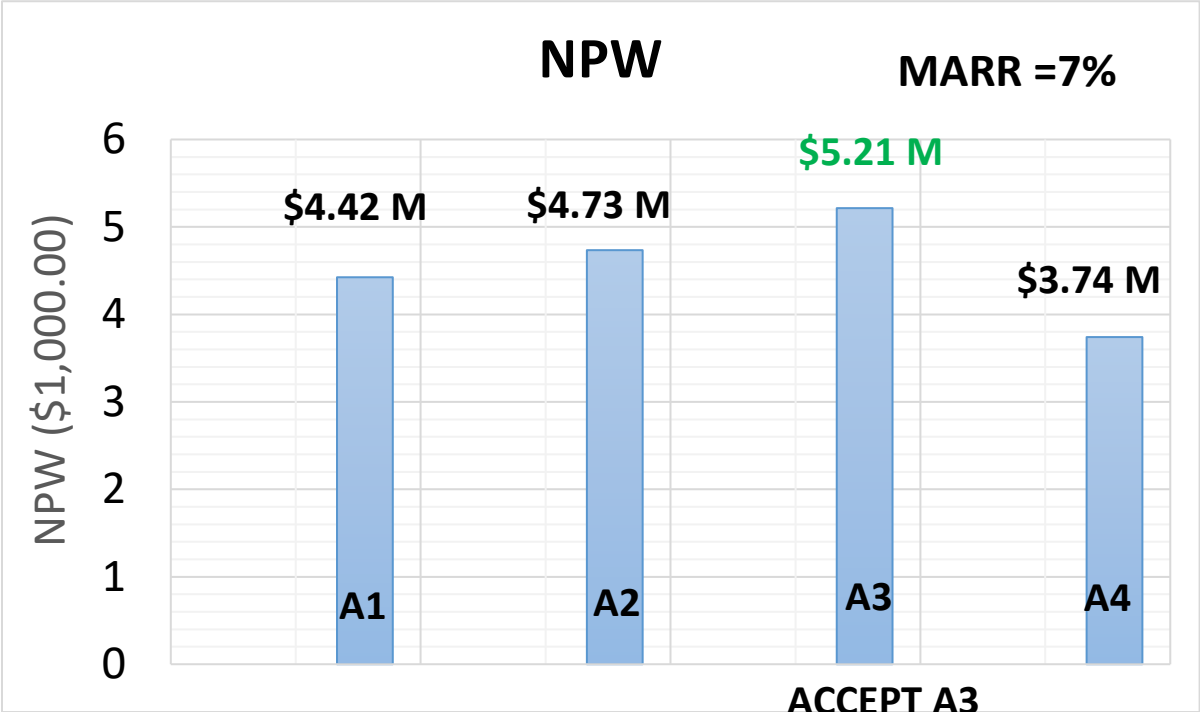 NPW
MARR =7%
NPW ($1,000.00)
6
5
4
3
2
1
0
$4.42 M
$4.73 M
$5.21 M
$3.74 M
A1
A2
A3
A4
ACCEPT A3